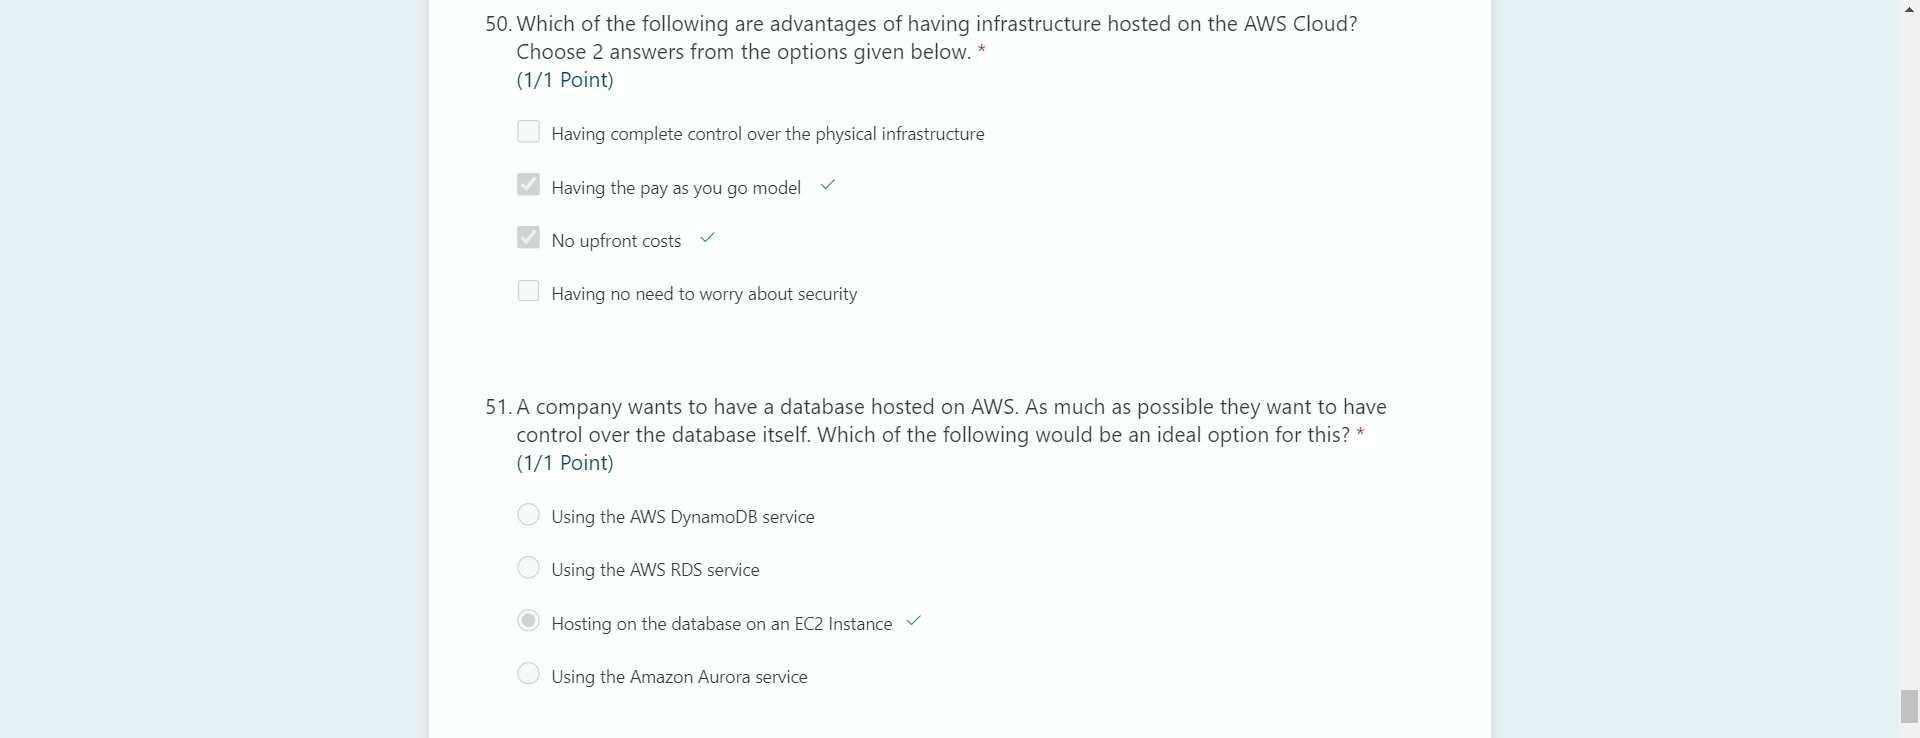 50. Which of the following are advantages of having infrastructure hosted on the AWS Cloud?
Choose 2 answers from the options given below. *
(1/1 Point)
Having complete control over the physical infrastructure
Having the pay as you go model
No upfront costs
Having no need to worry about security
51. A company wants to have a database hosted on AWS. As much as possible they want to have
control over the database itself. Which of the following would be an ideal option for this? *
(1/1 Point)
Using the AWS DynamoDB service
Using the AWS RDS service
Hosting on the database on an EC2 Instance
Using the Amazon Aurora service